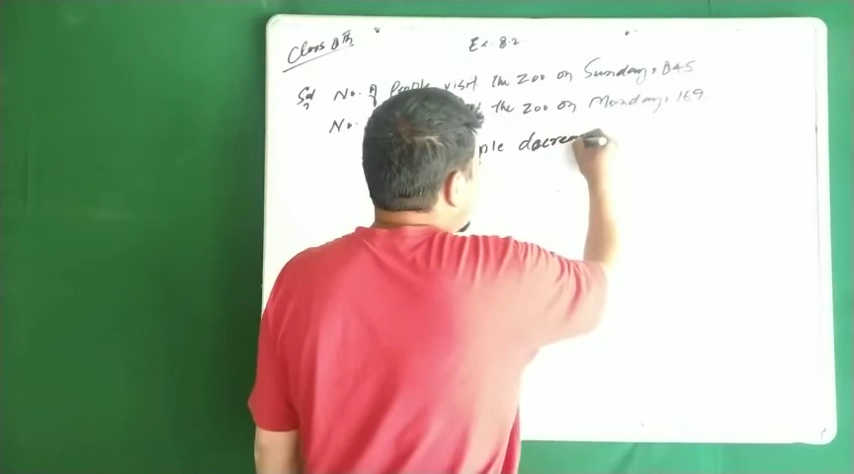 Class 8th
Ex. 8.2
Sol No. of People visit the Zoo on Sunday = 845
No. the Zoo on Monday = 169
ple decrea